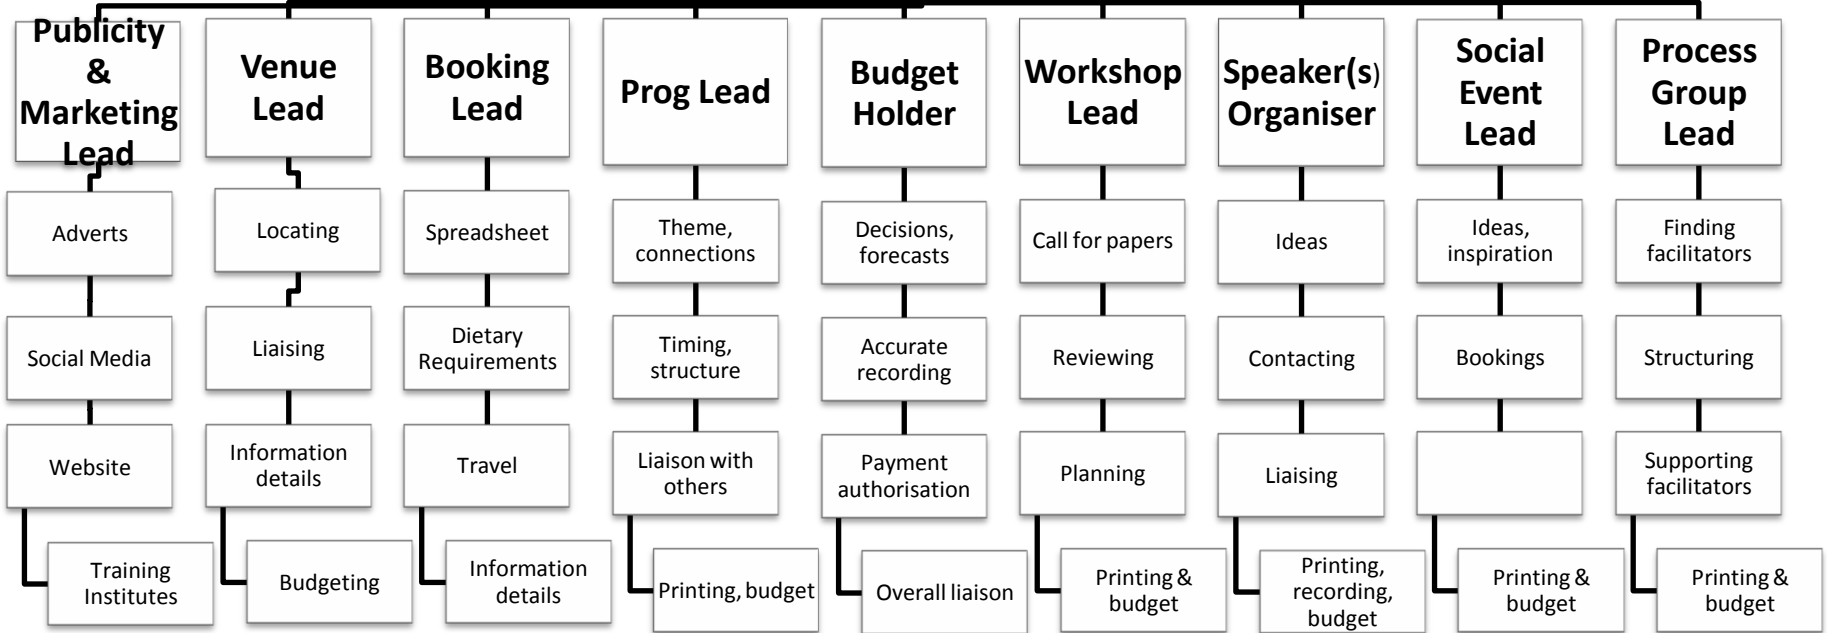 Publicity
&
Marketing
Lead
Venue
Lead
Booking
Lead
Prog Lead
Budget
Holder
Workshop
Lead
Speaker(s)
Organiser
Social
Event
Lead
Process
Group
Lead
Adverts
Locating
Spreadsheet
Theme,
connections
Decisions,
forecasts
Call for papers
Ideas
Ideas,
inspiration
Finding
facilitators
Social Media
Liaising
Dietary
Requirements
Timing,
structure
Accurate
recording
Reviewing
Contacting
Bookings
Structuring
Website
Information
details
Travel
Liaison with
others
Payment
authorisation
Planning
Liaising
Supporting
facilitators
Training
Institutes
Budgeting
Information
details
Printing, budget
Overall liaison
Printing &
budget
Printing,
recording,
budget
Printing &
budget
Printing &
budget